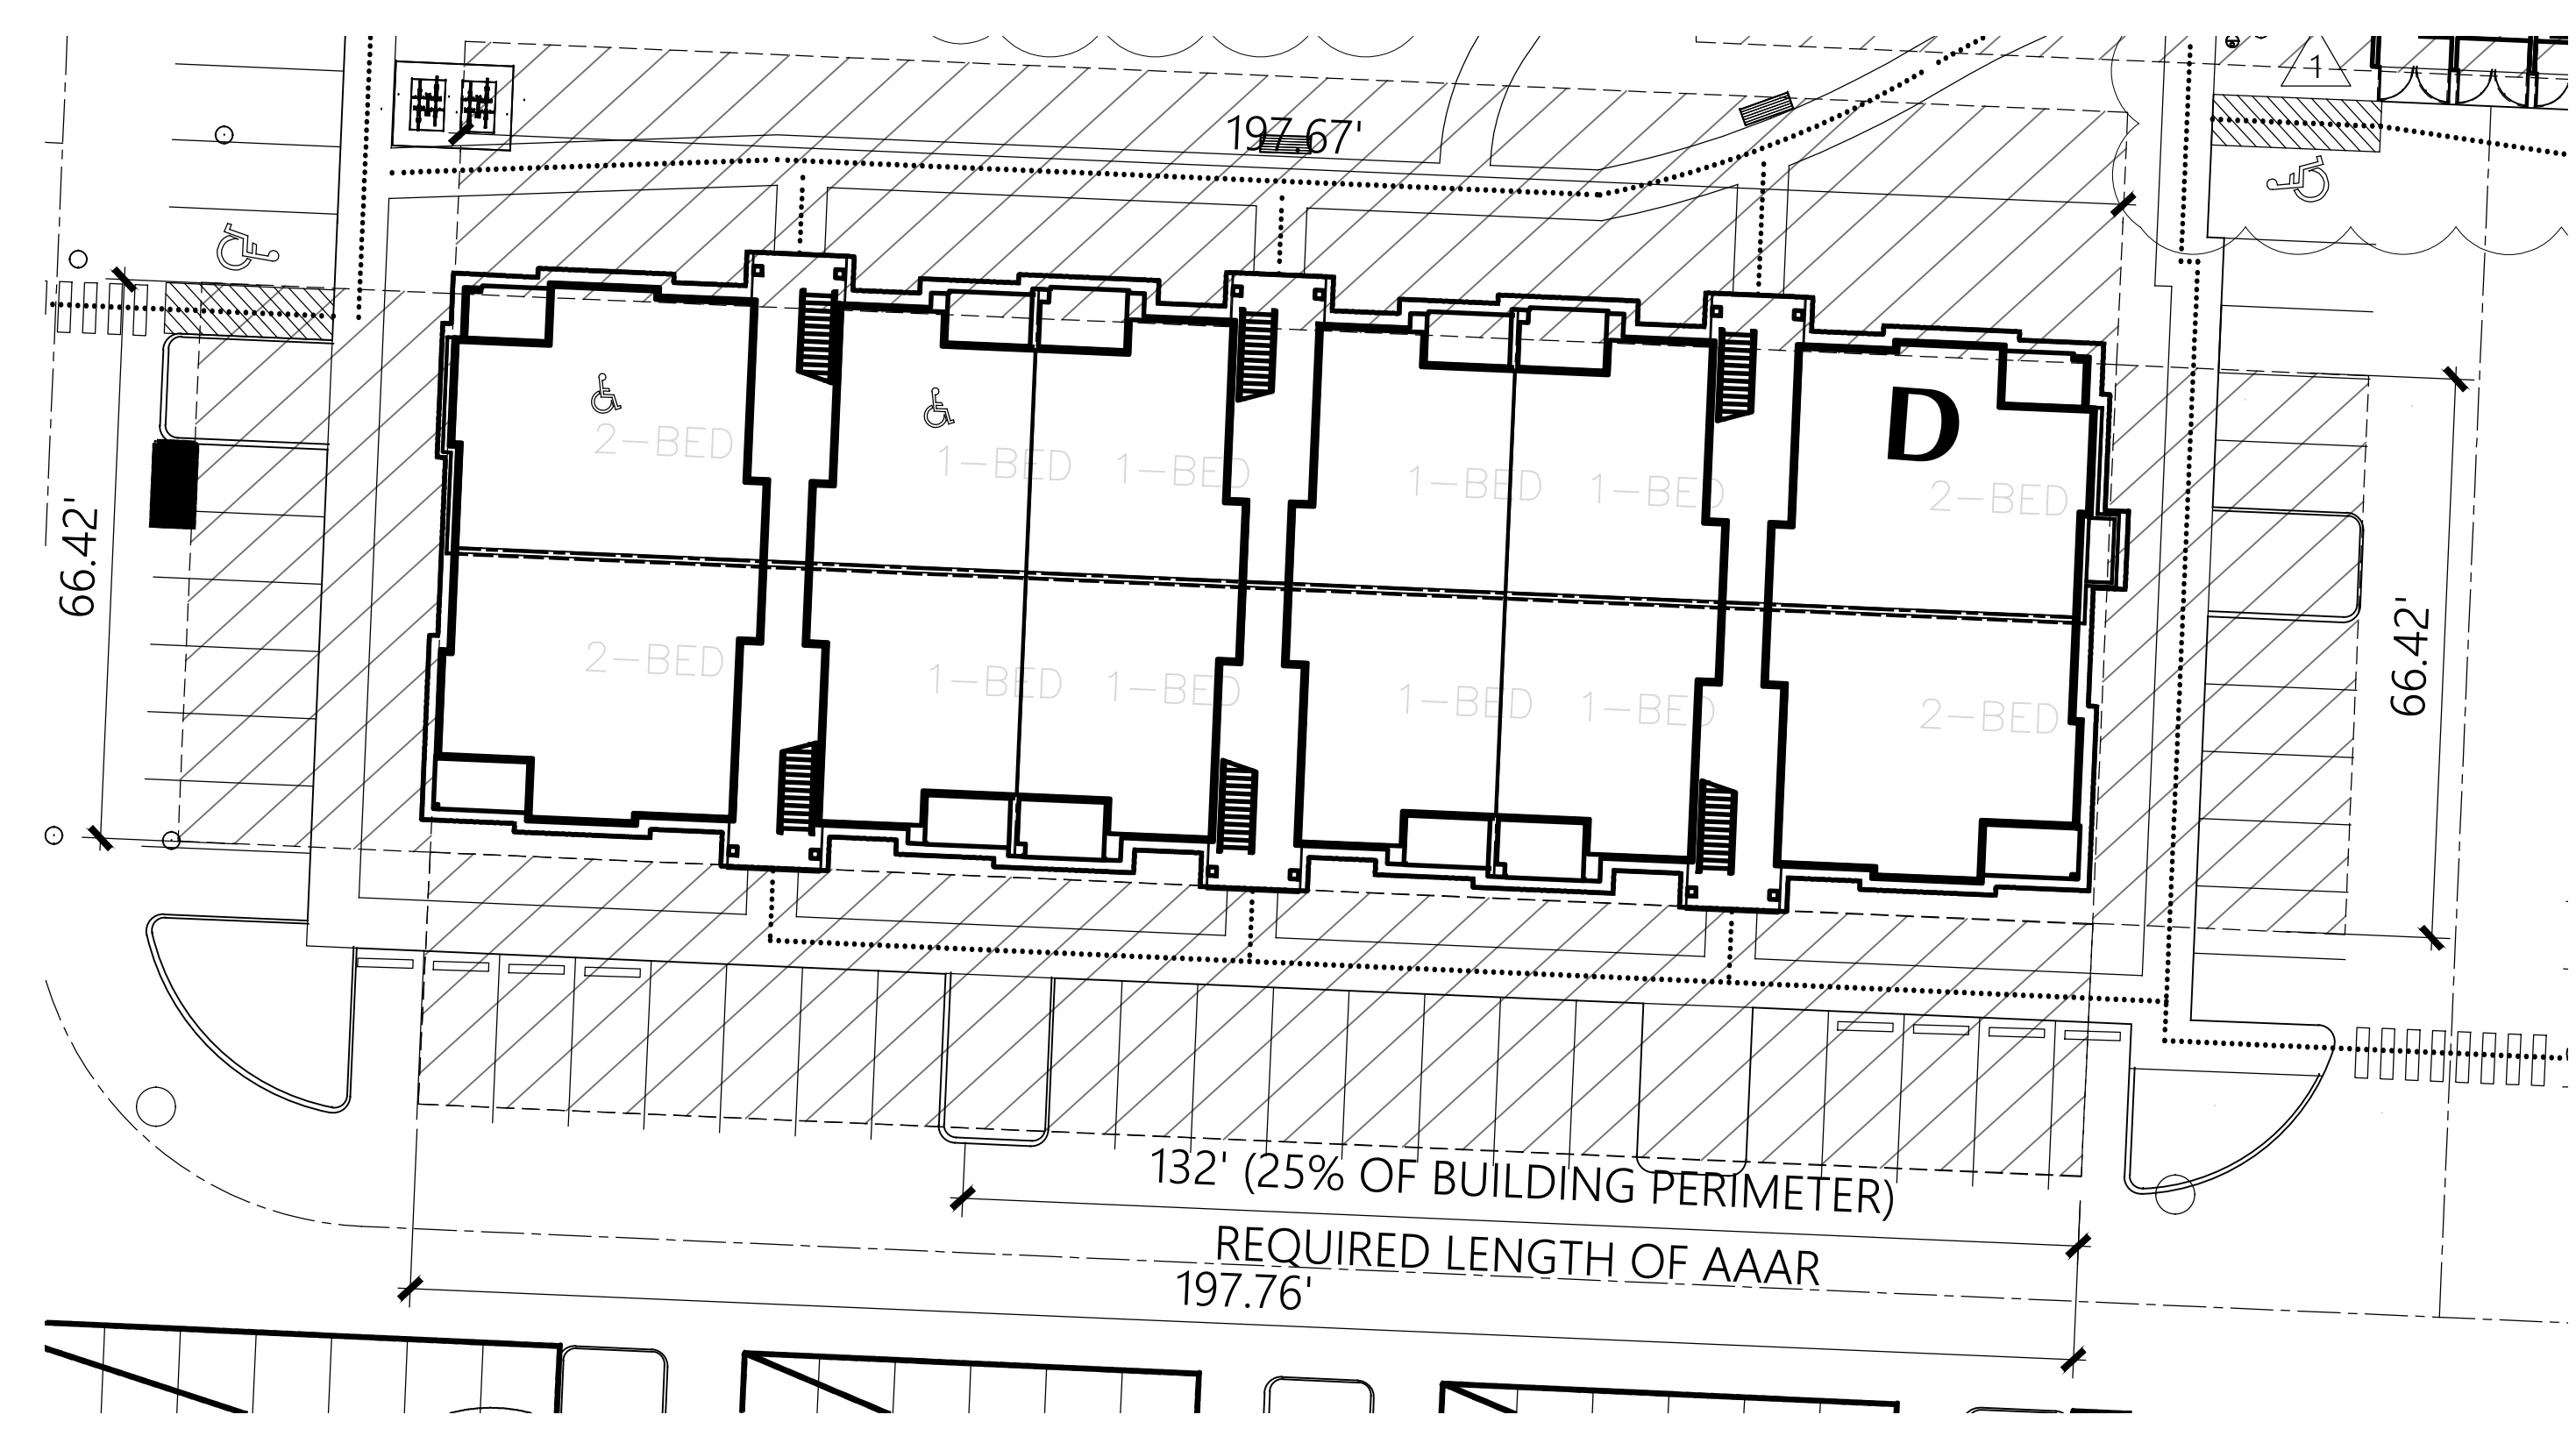 1
197.67'
D
2-BED
1-BED 1-BED
1-BED 1-BED
2-BED
66.42'
66.42'
2-BED
1-BED 1-BED
1-BED 1-BED
2-BED
132' (25% OF BUILDING PERIMETER)
REQUIRED LENGTH OF AAAR
197.76'